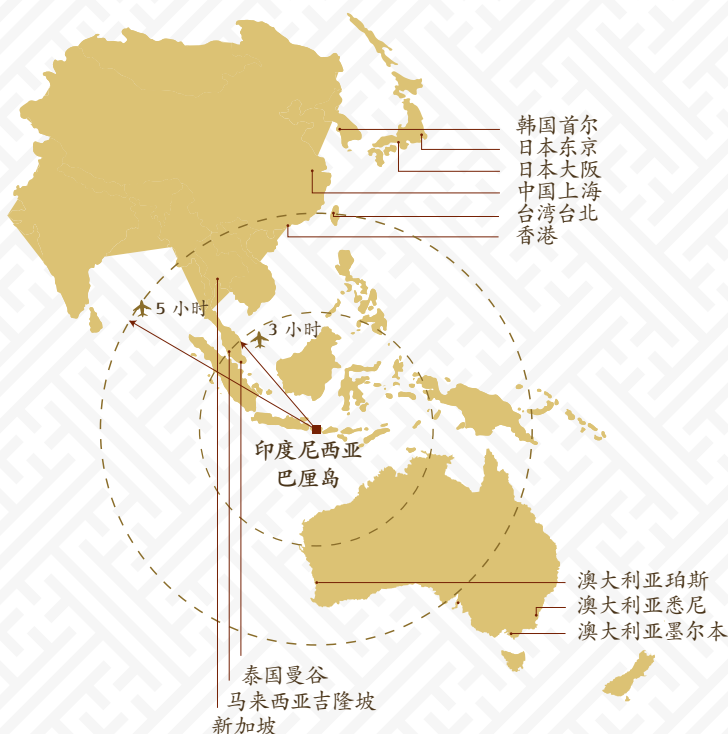 韩国首尔
日本东京
日本大阪
中国上海
台湾台北
香港
5 小时
3 小时
印度尼西亚
巴厘岛
澳大利亚珀斯
澳大利亚悉尼
澳大利亚墨尔本
泰国曼谷
马来西亚吉隆坡
新加坡